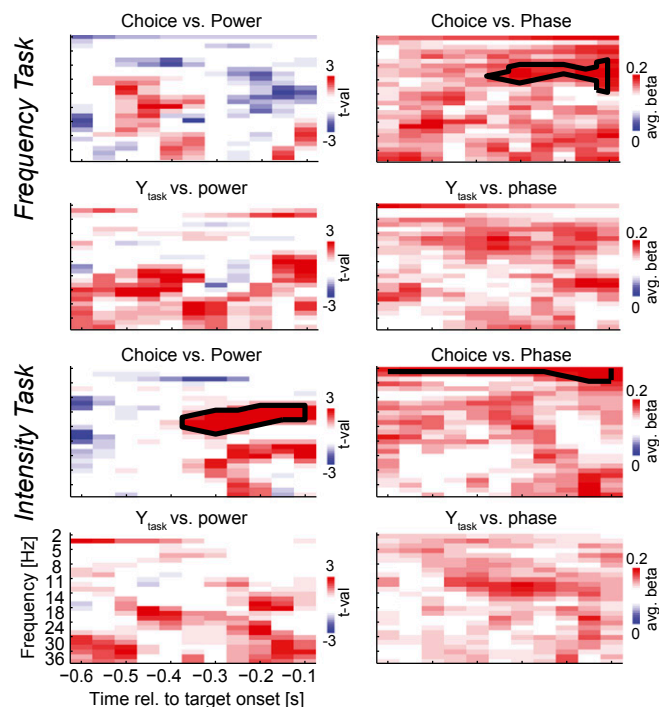 Choice vs. Power
Choice vs. Phase
Frequency Task
3
t-val
-3
0.2
avg. beta
0
Y_task vs. power
Y_task vs. phase
3
t-val
-3
0.2
avg. beta
0
Choice vs. Power
Choice vs. Phase
Intensity Task
3
t-val
-3
0.2
avg. beta
0
Y_task vs. power
Y_task vs. phase
Frequency [Hz]
2
5
8
11
14
18
24
30
36
3
t-val
-3
0.2
avg. beta
0
−0.6 −0.5 −0.4 −0.3 −0.2 −0.1
Time rel. to target onset [s]